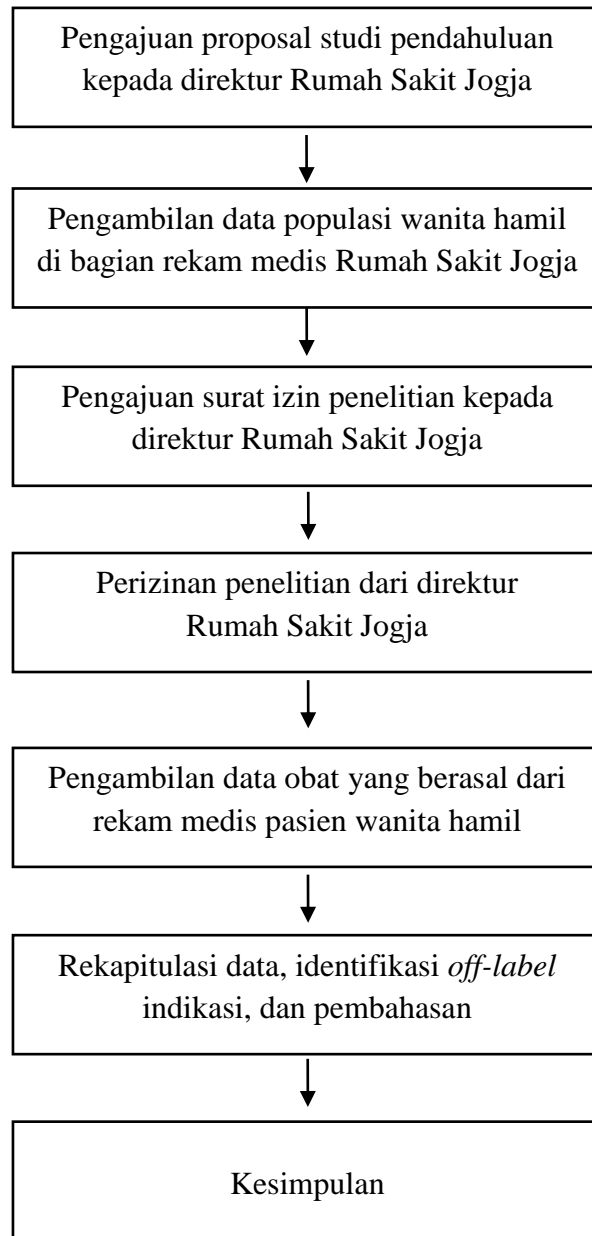 Pengajuan proposal studi pendahuluan
kepada direktur Rumah Sakit Jogja
Pengambilan data populasi wanita hamil
di bagian rekam medis Rumah Sakit Jogja
Pengajuan surat izin penelitian kepada
direktur Rumah Sakit Jogja
Perizinan penelitian dari direktur
Rumah Sakit Jogja
Pengambilan data obat yang berasal dari
rekam medis pasien wanita hamil
Rekapitulasi data, identifikasi off-label
indikasi, dan pembahasan
Kesimpulan